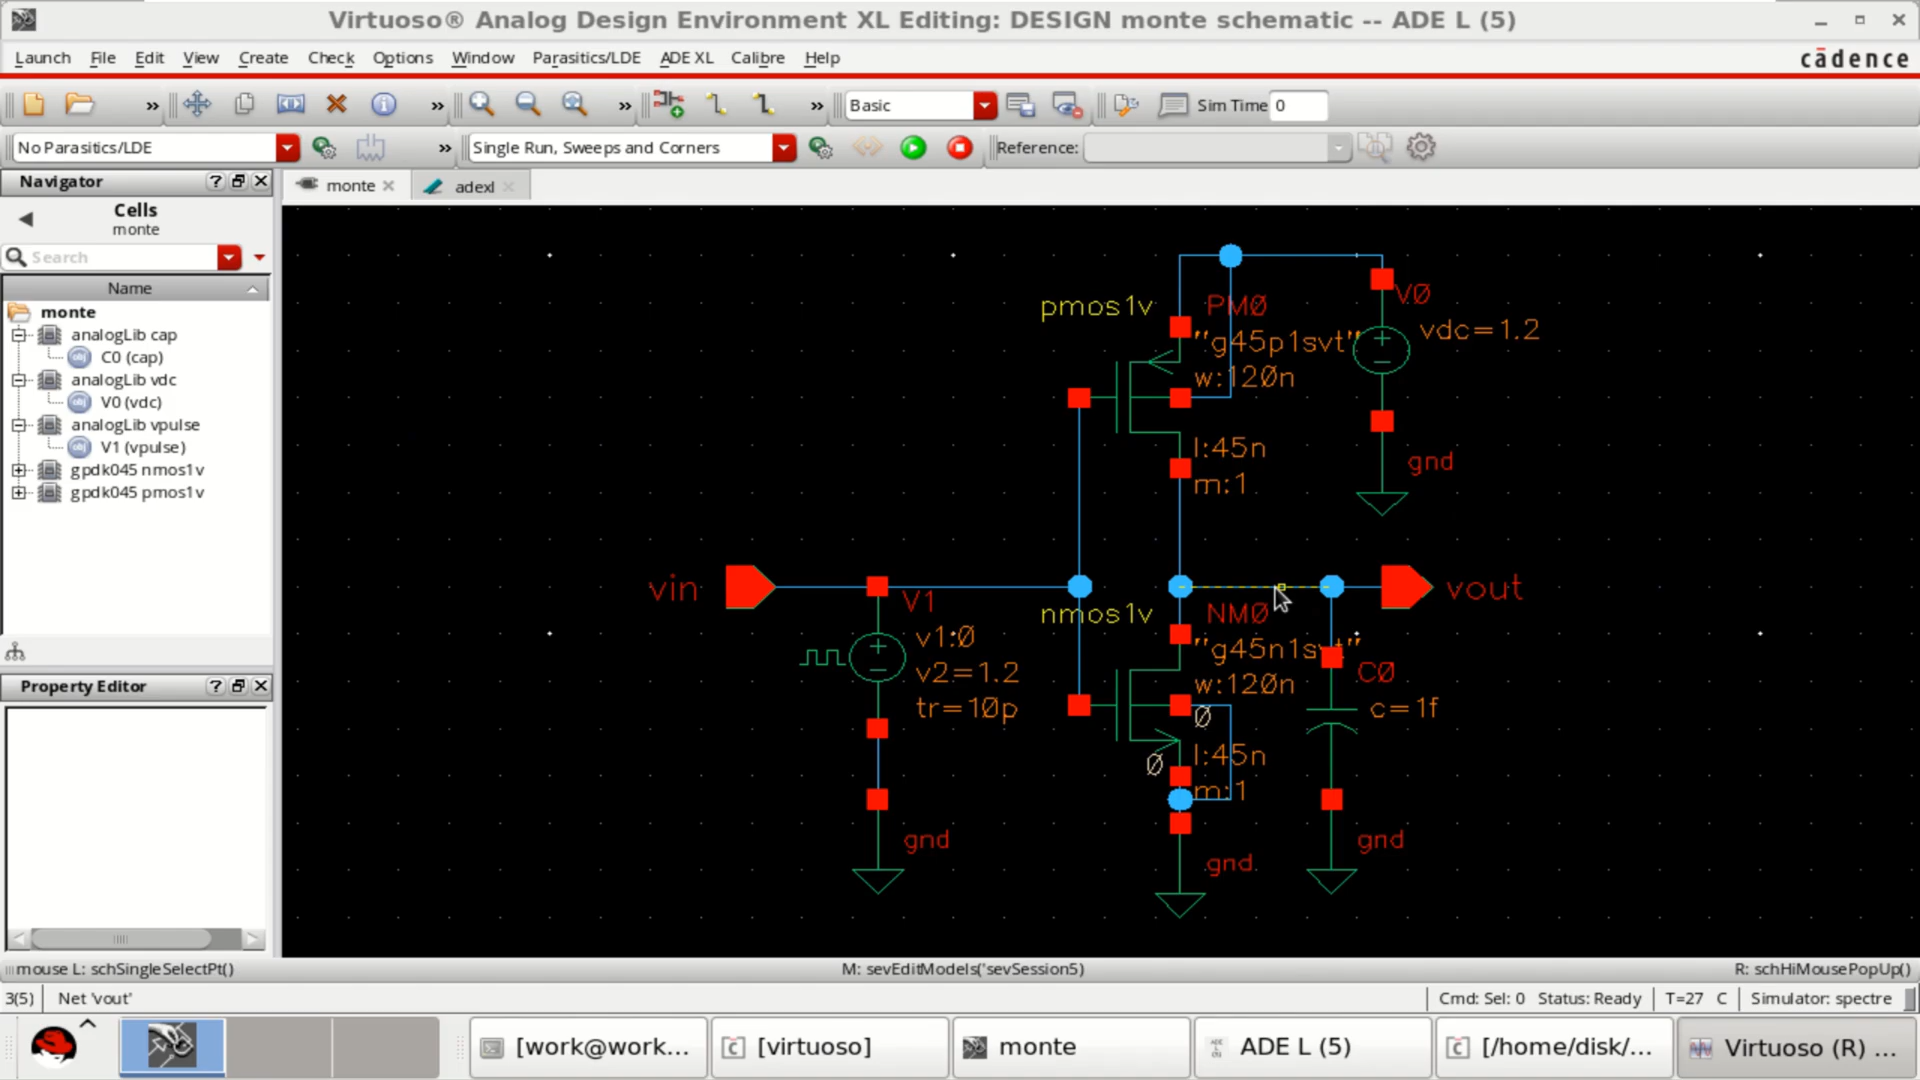 Virtuoso® Analog Design Environment XL Editing: DESIGN monte schematic -- ADE L (5)
Launch File Edit View Create Check Options Window Parasitics/LDE ADE XL Calibre Help
cādence
» » » » Basic Sim Time 0
No Parasitics/LDE » Single Run, Sweeps and Corners Reference:
Navigator ?
monte adexl
Cells
monte
Search
Name
monte
analogLib cap
C0 (cap)
analogLib vdc
V0 (vdc)
analogLib vpulse
V1 (vpulse)
gpdk045 nmos1v
gpdk045 pmos1v
Property Editor ?
pmos1v PM0
"g45p1svt"
w:120n
l:45n
m:1
V0
vdc=1.2
gnd
vin
V1
v1:0
v2=1.2
tr=10p
gnd
vout
nmos1v NM0
"g45n1svt"
w:120n
0
l:45n
0
m:1
gnd
C0
c=1f
gnd
mouse L: schSingleSelectPt() M: sevEditModels('sevSession5) R: schHiMousePopUp()
3(5) Net 'vout' Cmd: Sel: 0 Status: Ready T=27 C Simulator: spectre
[work@work... [virtuoso] monte ADE L (5) [/home/disk/... Virtuoso (R) ...